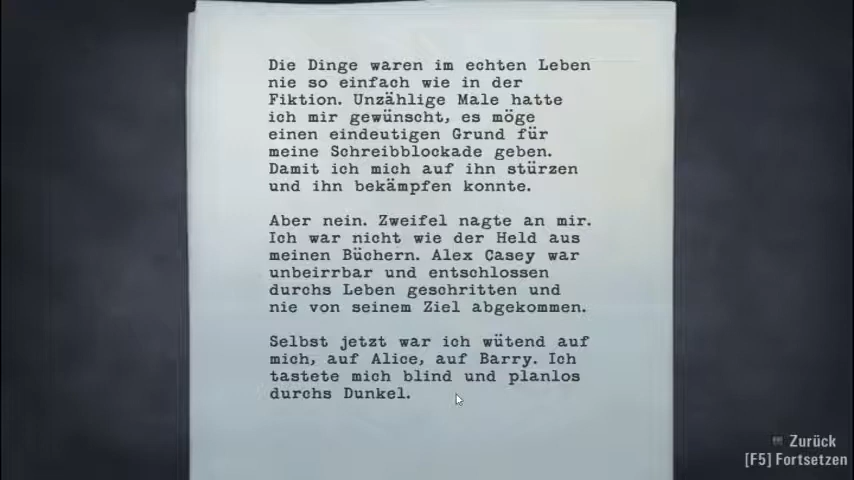 Die Dinge waren im echten Leben
nie so einfach wie in der
Fiktion. Unzählige Male hatte
ich mir gewünscht, es möge
einen eindeutigen Grund für
meine Schreibblockade geben.
Damit ich mich auf ihn stürzen
und ihn bekämpfen konnte.
Aber nein. Zweifel nagte an mir.
Ich war nicht wie der Held aus
meinen Büchern. Alex Casey war
unbeirrbar und entschlossen
durchs Leben geschritten und
nie von seinem Ziel abgekommen.
Selbst jetzt war ich wütend auf
mich, auf Alice, auf Barry. Ich
tastete mich blind und planlos
durchs Dunkel.
Zurück
[F5] Fortsetzen